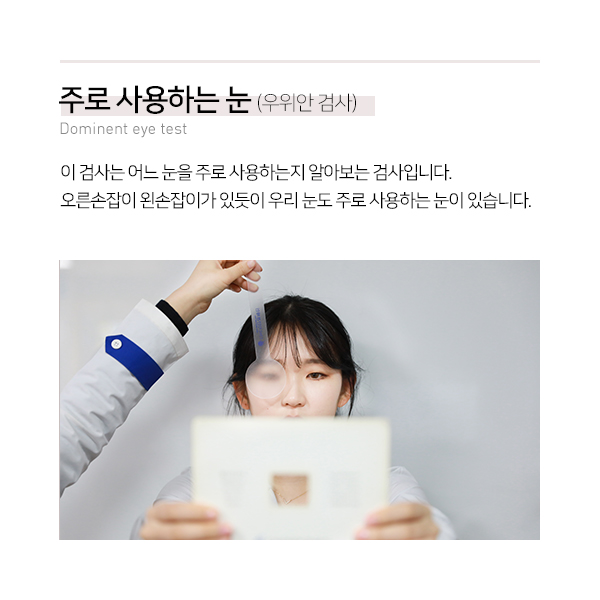 주로 사용하는 눈 (우위안 검사)
Dominent eye test
이 검사는 어느 눈을 주로 사용하는지 알아보는 검사입니다.
오른손잡이 왼손잡이가 있듯이 우리 눈도 주로 사용하는 눈이 있습니다.